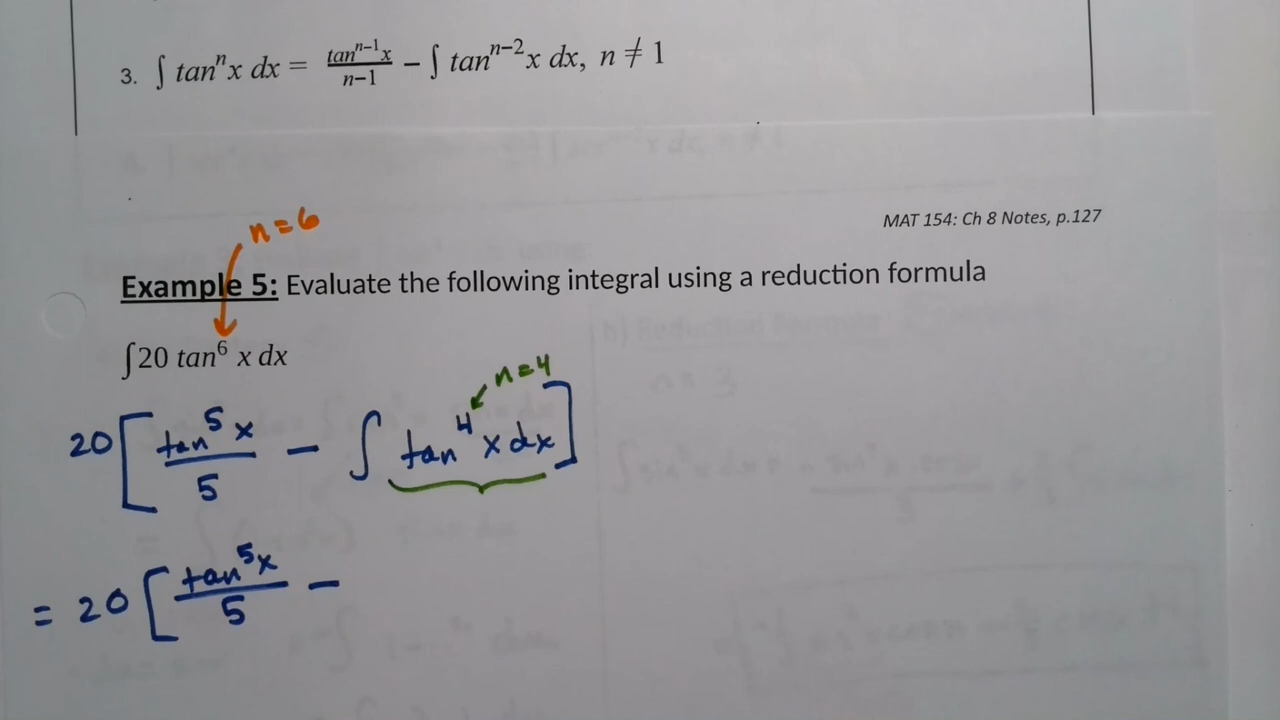 3. ∫ tanⁿx dx = tanⁿ⁻¹x / n−1 − ∫ tanⁿ⁻²x dx, n ≠ 1
MAT 154: Ch 8 Notes, p.127
n=6
Example 5: Evaluate the following integral using a reduction formula
∫20 tan⁶ x dx
n=4
20[tan⁵x / 5 − ∫ tan⁴x dx]
= 20[tan⁵x / 5 −